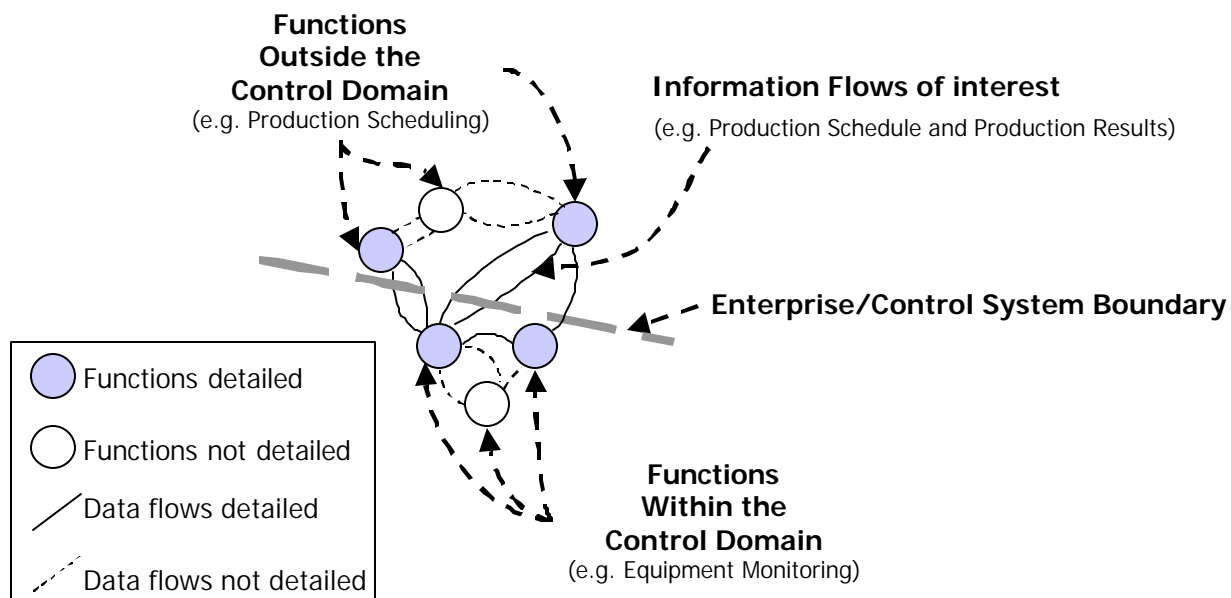 Functions
Outside the
Control Domain
(e.g. Production Scheduling)
Information Flows of interest
(e.g. Production Schedule and Production Results)
Enterprise/Control System Boundary
Functions detailed
Functions not detailed
Data flows detailed
Data flows not detailed
Functions
Within the
Control Domain
(e.g. Equipment Monitoring)